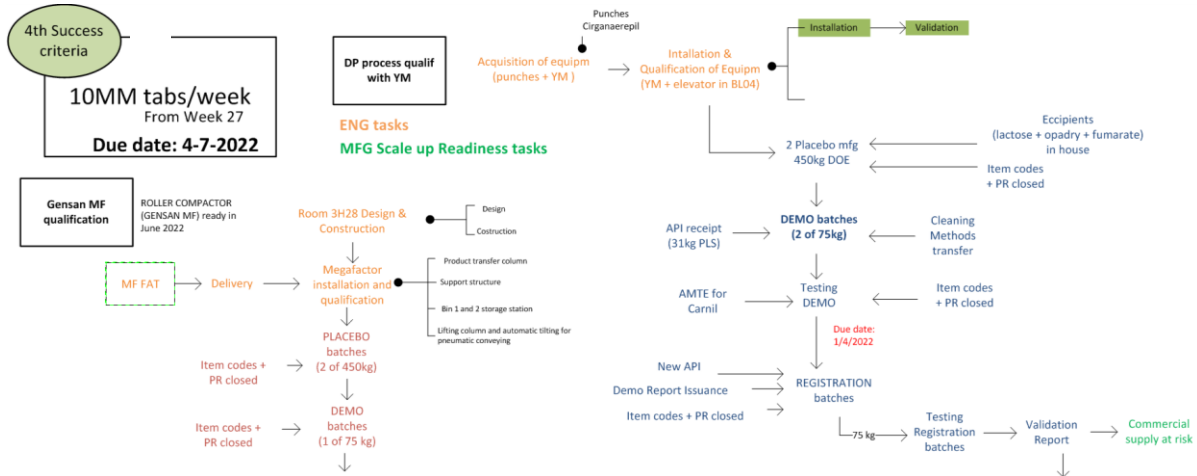 4th Success
criteria
10MM tabs/week
From Week 27
Due date: 4-7-2022
DP process qualif
with YM
ENG tasks
MFG Scale up Readiness tasks
Punches
Cirganaerepil
Acquisition of equipm
(punches + YM )
Intallation &
Qualification of Equipm
(YM + elevator in BL04)
Installation
Validation
2 Placebo mfg
450kg DOE
Eccipients
(lactose + opadry + fumarate)
in house
Item codes
+ PR closed
DEMO batches
(2 of 75kg)
API receipt
(31kg PLS)
Cleaning
Methods
transfer
Testing
DEMO
AMTE for
Carnil
Item codes
+ PR closed
Due date:
1/4/2022
New API
Demo Report Issuance
Item codes + PR closed
REGISTRATION
batches
75 kg
Testing
Registration
batches
Validation
Report
Commercial
supply at risk
Gensan MF
qualification
ROLLER COMPACTOR
(GENSAN MF) ready in
June 2022
Room 3H28 Design &
Construction
Design
Costruction
MF FAT
Delivery
Megafactor
installation and
qualification
Product transfer column
Support structure
Bin 1 and 2 storage station
Lifting column and automatic tilting for
pneumatic conveying
PLACEBO
batches
(2 of 450kg)
Item codes +
PR closed
DEMO
batches
(1 of 75 kg)
Item codes +
PR closed